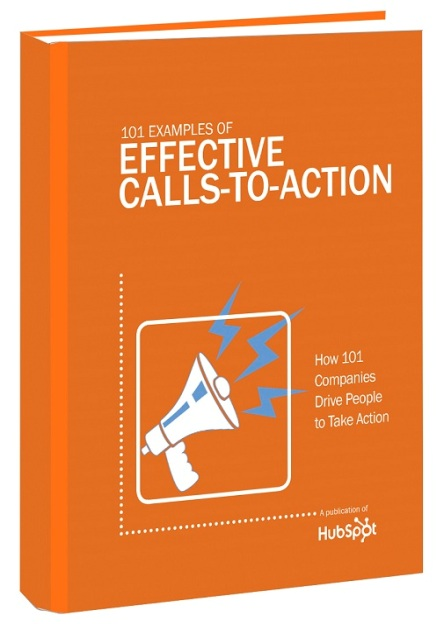 101 EXAMPLES OF
EFFECTIVE
CALLS-TO-ACTION
How 101
Companies
Drive People
to Take Action
A publication of
HubSpot